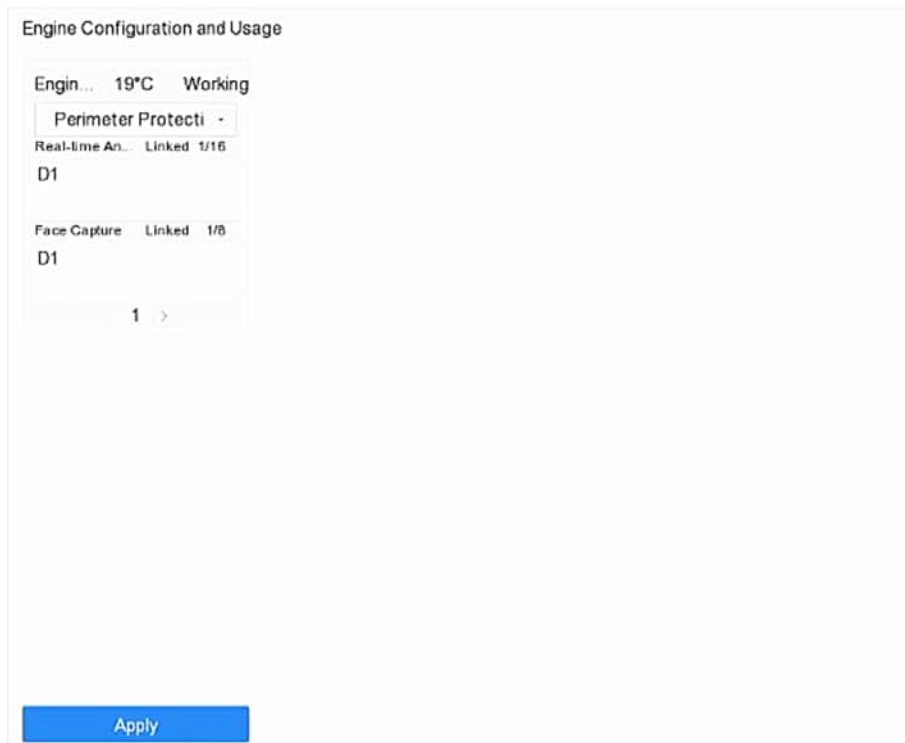 Engine Configuration and Usage
Engin... 19°C Working
Perimeter Protecti
Real-time An... Linked 1/16
D1
Face Capture Linked 1/8
D1
1 >
Apply